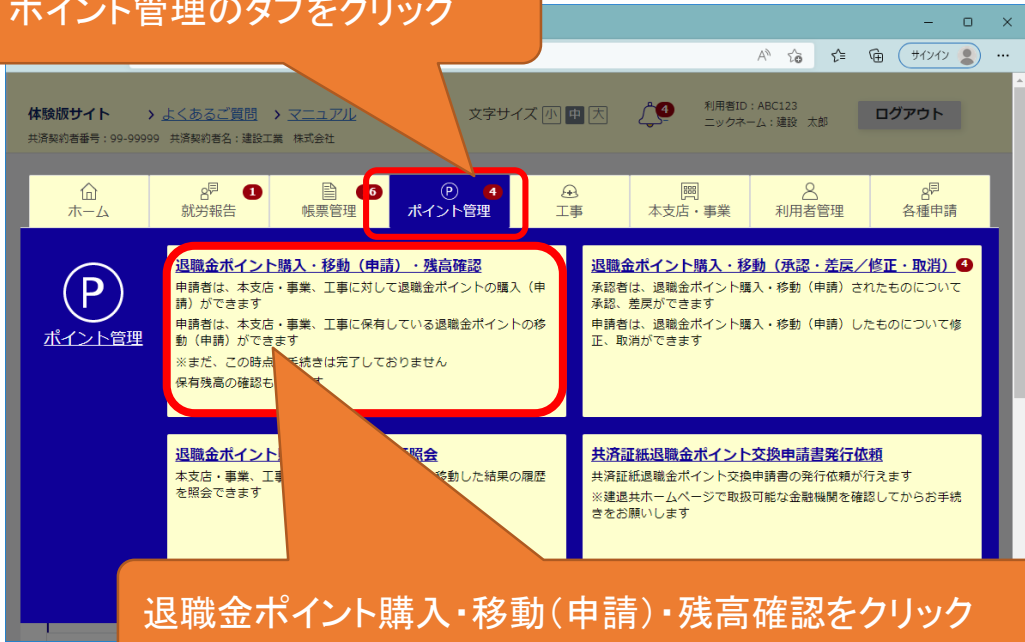 ポイント管理のタブをクリック
サインイン
体験版サイト > よくあるご質問 > マニュアル 文字サイズ 小 中 大 4 利用者ID：ABC123 ログアウト
ニックネーム：建設 太郎
共済契約者番号：99-99999 共済契約者名：建設工業 株式会社
ホーム
就労報告 1
帳票管理 6
P 4 ポイント管理
工事
本支店・事業
利用者管理
各種申請
P
ポイント管理
退職金ポイント購入・移動（申請）・残高確認
申請者は、本支店・事業、工事に対して退職金ポイントの購入（申
請）ができます
申請者は、本支店・事業、工事に保有している退職金ポイントの移
動（申請）ができます
※まだ、この時点 手続きは完了しておりません
保有残高の確認も
退職金ポイント購入・移動（承認・差戻／修正・取消） 4
承認者は、退職金ポイント購入・移動（申請）されたものについて
承認、差戻ができます
申請者は、退職金ポイント購入・移動（申請）したものについて修
正、取消ができます
退職金ポイント 照会
本支店・事業、工事 移動した結果の履歴
を照会できます
共済証紙退職金ポイント交換申請書発行依頼
共済証紙退職金ポイント交換申請書の発行依頼が行えます
※建退共ホームページで取扱可能な金融機関を確認してからお手続
きをお願いします
退職金ポイント購入・移動（申請）・残高確認をクリック